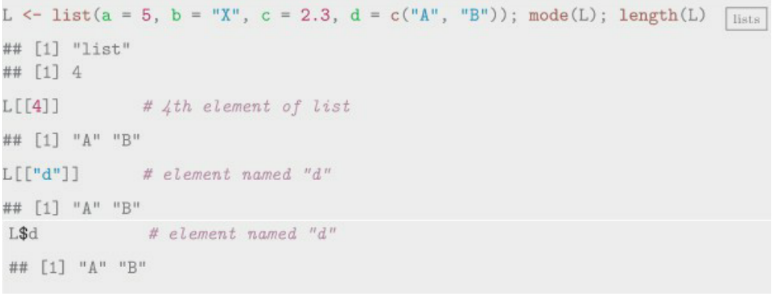 L <- list(a = 5, b = "X", c = 2.3, d = c("A", "B")); mode(L); length(L) lists
## [1] "list"
## [1] 4
L[[4]] # 4th element of list
## [1] "A" "B"
L[["d"]] # element named "d"
## [1] "A" "B"
L$d # element named "d"
## [1] "A" "B"